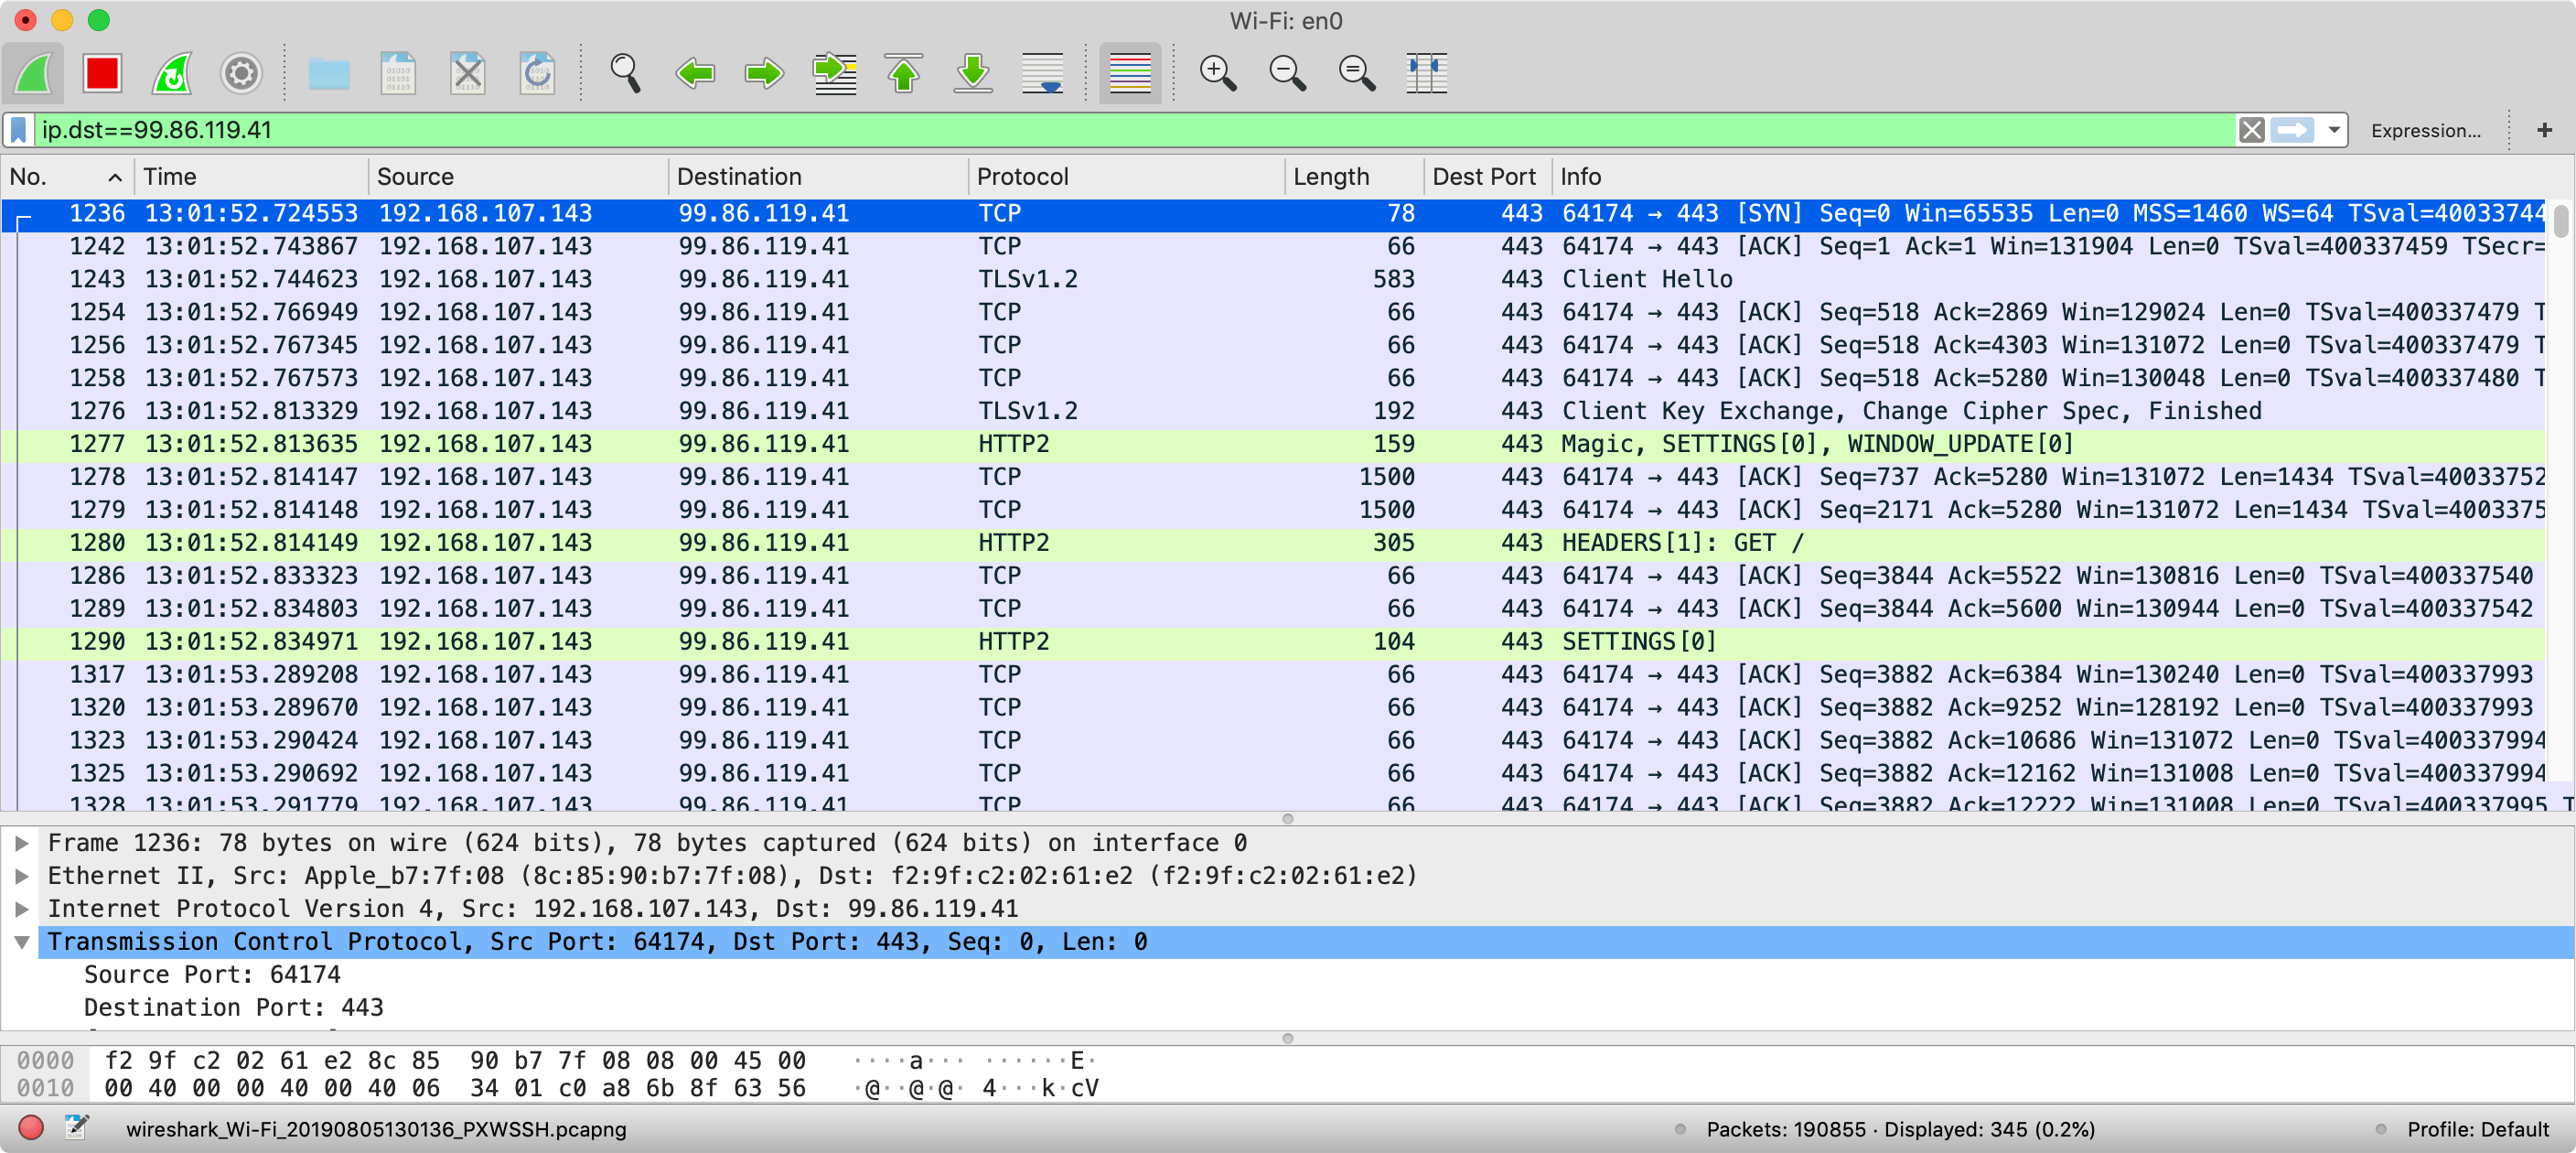 Wi-Fi: en0
ip.dst==99.86.119.41 Expression... +
No. Time Source Destination Protocol Length Dest Port Info
1236 13:01:52.724553 192.168.107.143 99.86.119.41 TCP 78 443 64174 → 443 [SYN] Seq=0 Win=65535 Len=0 MSS=1460 WS=64 TSval=40033744
1242 13:01:52.743867 192.168.107.143 99.86.119.41 TCP 66 443 64174 → 443 [ACK] Seq=1 Ack=1 Win=131904 Len=0 TSval=400337459 TSecr=
1243 13:01:52.744623 192.168.107.143 99.86.119.41 TLSv1.2 583 443 Client Hello
1254 13:01:52.766949 192.168.107.143 99.86.119.41 TCP 66 443 64174 → 443 [ACK] Seq=518 Ack=2869 Win=129024 Len=0 TSval=400337479 T
1256 13:01:52.767345 192.168.107.143 99.86.119.41 TCP 66 443 64174 → 443 [ACK] Seq=518 Ack=4303 Win=131072 Len=0 TSval=400337479 T
1258 13:01:52.767573 192.168.107.143 99.86.119.41 TCP 66 443 64174 → 443 [ACK] Seq=518 Ack=5280 Win=130048 Len=0 TSval=400337480 T
1276 13:01:52.813329 192.168.107.143 99.86.119.41 TLSv1.2 192 443 Client Key Exchange, Change Cipher Spec, Finished
1277 13:01:52.813635 192.168.107.143 99.86.119.41 HTTP2 159 443 Magic, SETTINGS[0], WINDOW_UPDATE[0]
1278 13:01:52.814147 192.168.107.143 99.86.119.41 TCP 1500 443 64174 → 443 [ACK] Seq=737 Ack=5280 Win=131072 Len=1434 TSval=40033752
1279 13:01:52.814148 192.168.107.143 99.86.119.41 TCP 1500 443 64174 → 443 [ACK] Seq=2171 Ack=5280 Win=131072 Len=1434 TSval=4003375
1280 13:01:52.814149 192.168.107.143 99.86.119.41 HTTP2 305 443 HEADERS[1]: GET /
1286 13:01:52.833323 192.168.107.143 99.86.119.41 TCP 66 443 64174 → 443 [ACK] Seq=3844 Ack=5522 Win=130816 Len=0 TSval=400337540
1289 13:01:52.834803 192.168.107.143 99.86.119.41 TCP 66 443 64174 → 443 [ACK] Seq=3844 Ack=5600 Win=130944 Len=0 TSval=400337542
1290 13:01:52.834971 192.168.107.143 99.86.119.41 HTTP2 104 443 SETTINGS[0]
1317 13:01:53.289208 192.168.107.143 99.86.119.41 TCP 66 443 64174 → 443 [ACK] Seq=3882 Ack=6384 Win=130240 Len=0 TSval=400337993
1320 13:01:53.289670 192.168.107.143 99.86.119.41 TCP 66 443 64174 → 443 [ACK] Seq=3882 Ack=9252 Win=128192 Len=0 TSval=400337993
1323 13:01:53.290424 192.168.107.143 99.86.119.41 TCP 66 443 64174 → 443 [ACK] Seq=3882 Ack=10686 Win=131072 Len=0 TSval=400337994
1325 13:01:53.290692 192.168.107.143 99.86.119.41 TCP 66 443 64174 → 443 [ACK] Seq=3882 Ack=12162 Win=131008 Len=0 TSval=400337994
1328 13:01:53.291779 192.168.107.143 99.86.119.41 TCP 66 443 64174 → 443 [ACK] Seq=3882 Ack=12222 Win=131008 Len=0 TSval=400337995 T
Frame 1236: 78 bytes on wire (624 bits), 78 bytes captured (624 bits) on interface 0
Ethernet II, Src: Apple_b7:7f:08 (8c:85:90:b7:7f:08), Dst: f2:9f:c2:02:61:e2 (f2:9f:c2:02:61:e2)
Internet Protocol Version 4, Src: 192.168.107.143, Dst: 99.86.119.41
Transmission Control Protocol, Src Port: 64174, Dst Port: 443, Seq: 0, Len: 0
Source Port: 64174
Destination Port: 443
0000 f2 9f c2 02 61 e2 8c 85 90 b7 7f 08 08 00 45 00 ····a··· ······E·
0010 00 40 00 00 40 00 40 06 34 01 c0 a8 6b 8f 63 56 ·@··@·@· 4···k·cV
wireshark_Wi-Fi_20190805130136_PXWSSH.pcapng Packets: 190855 · Displayed: 345 (0.2%) Profile: Default